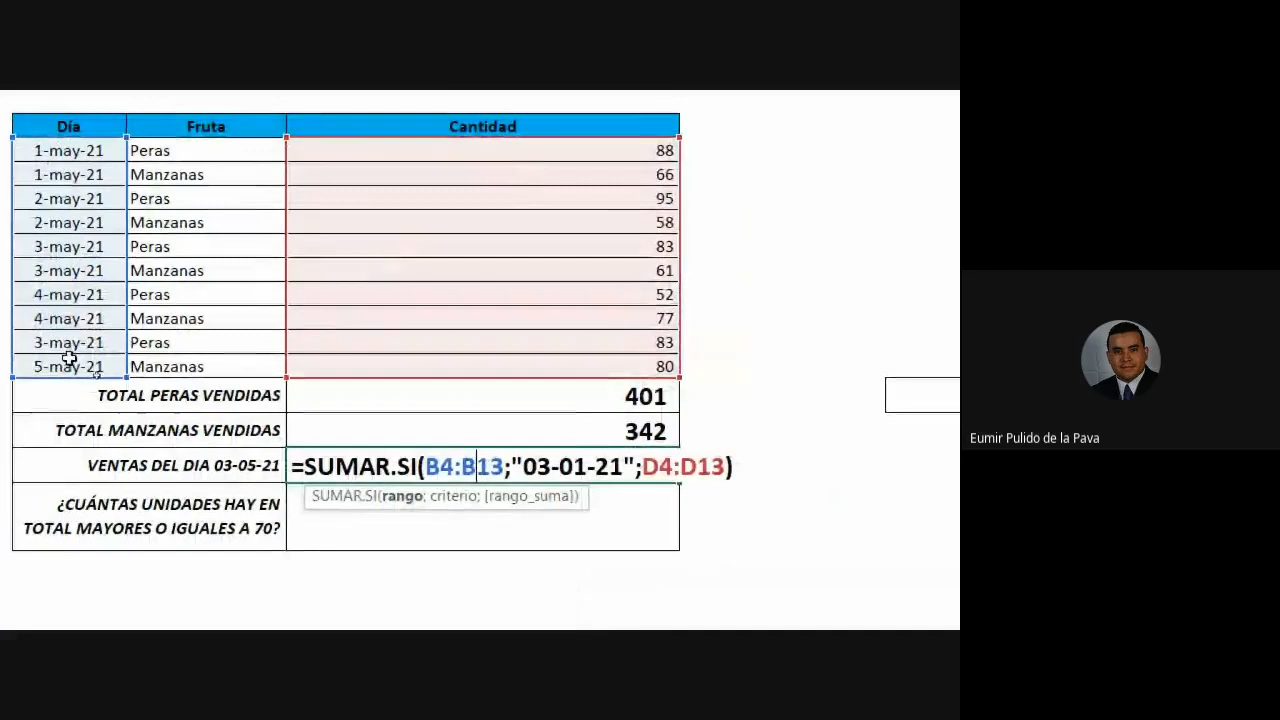 Día Fruta Cantidad
1-may-21 Peras 88
1-may-21 Manzanas 66
2-may-21 Peras 95
2-may-21 Manzanas 58
3-may-21 Peras 83
3-may-21 Manzanas 61
4-may-21 Peras 52
4-may-21 Manzanas 77
3-may-21 Peras 83
5-may-21 Manzanas 80
TOTAL PERAS VENDIDAS 401
TOTAL MANZANAS VENDIDAS 342
VENTAS DEL DIA 03-05-21 =SUMAR.SI(B4:B13;"03-01-21";D4:D13)
SUMAR.SI(rango; criterio; [rango_suma])
¿CUÁNTAS UNIDADES HAY EN
TOTAL MAYORES O IGUALES A 70?
Eumir Pulido de la Pava